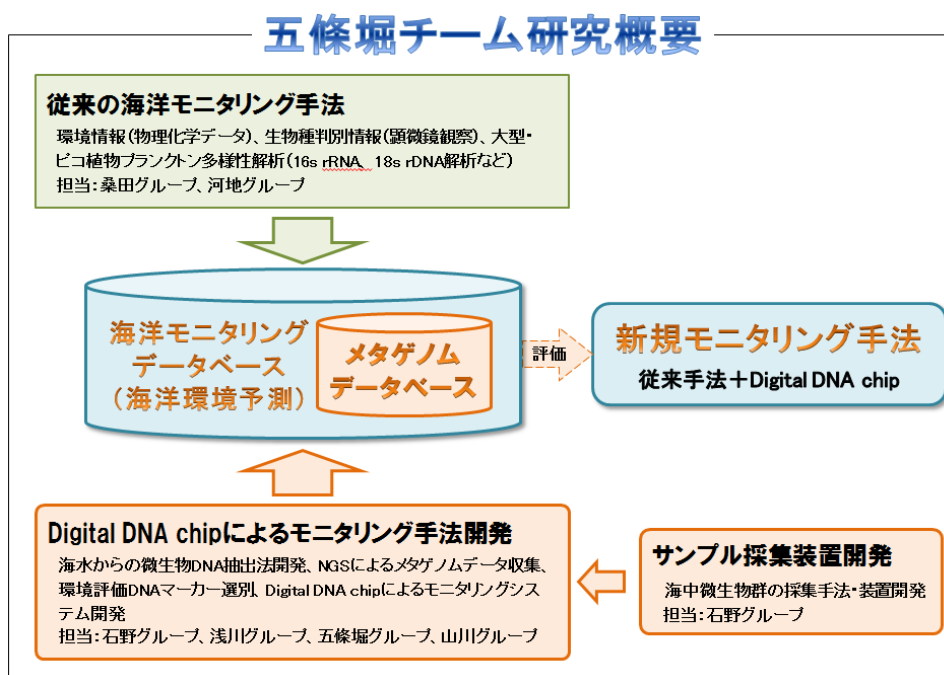 五條堀チーム研究概要
従来の海洋モニタリング手法
環境情報(物理化学データ)、生物種判別情報(顕微鏡観察)、大型・
ピコ植物プランクトン多様性解析(16s rRNA、18s rDNA解析など)
担当:桑田グループ、河地グループ
海洋モニタリング
データベース
(海洋環境予測)
メタゲノム
データベース
評価
新規モニタリング手法
従来手法+Digital DNA chip
Digital DNA chipによるモニタリング手法開発
海水からの微生物DNA抽出法開発、NGSによるメタゲノムデータ収集、
環境評価DNAマーカー選別、Digital DNA chipによるモニタリングシス
テム開発
担当:石野グループ、浅川グループ、五條堀グループ、山川グループ
サンプル採集装置開発
海中微生物群の採集手法・装置開発
担当:石野グループ